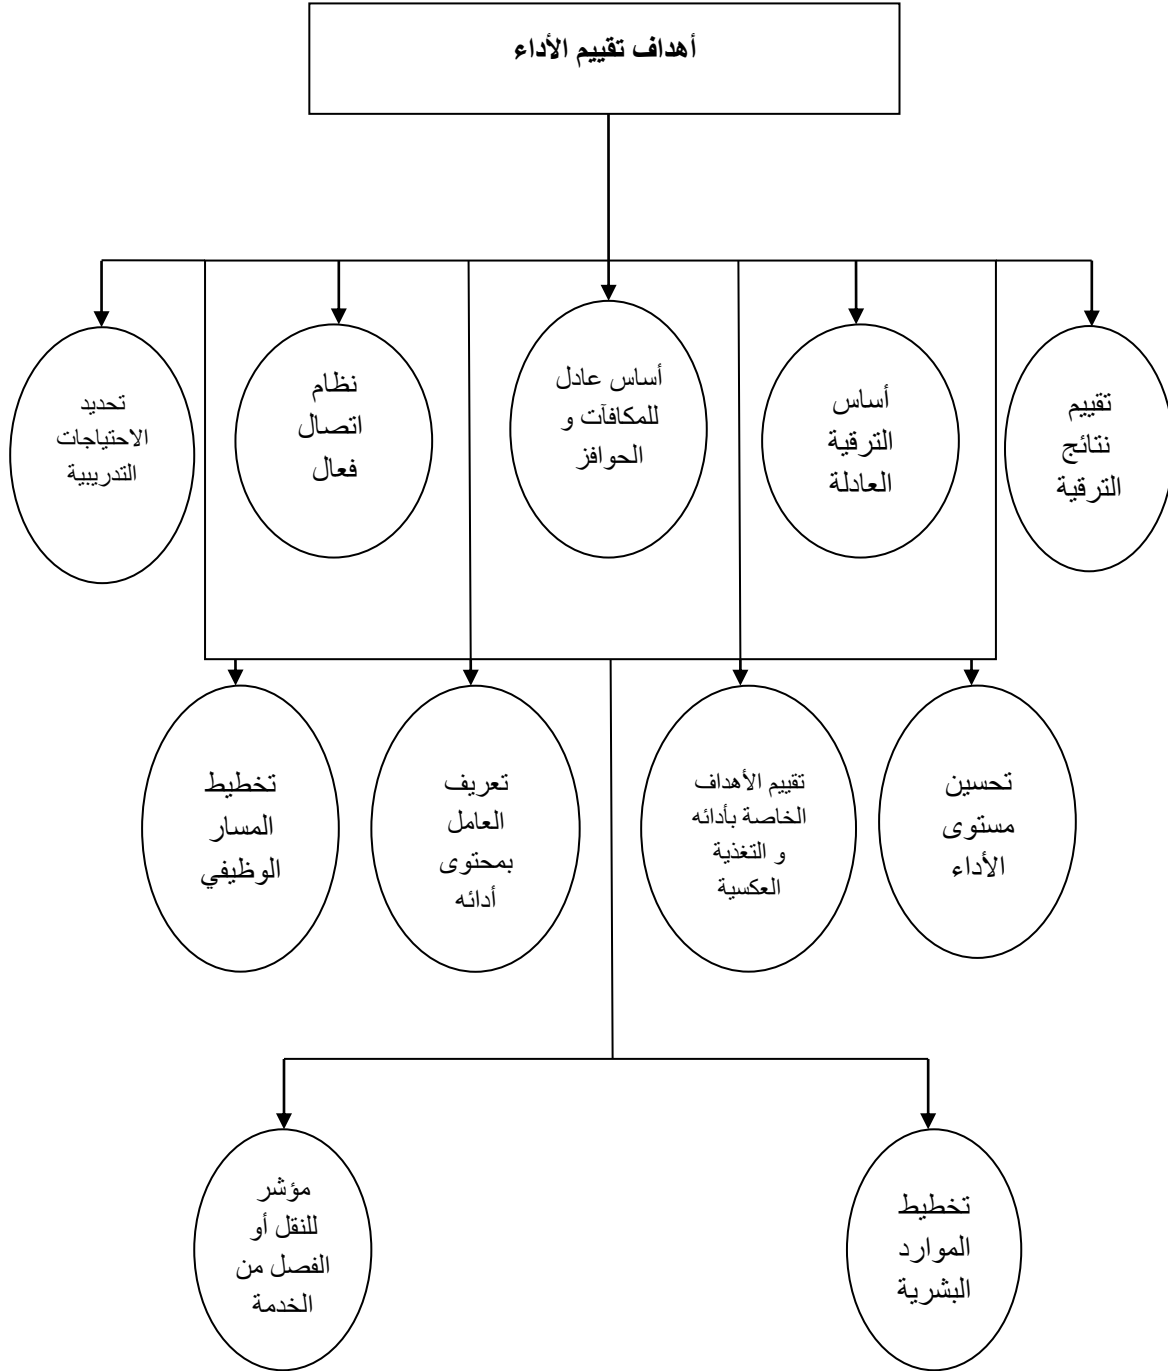 أهداف تقييم الأداء
تقييم
نتائج
الترقية
أساس
الترقية
العادلة
أساس عادل
للمكافآت و
الحوافز
نظام
اتصال
فعال
تحديد
الاحتياجات
التدريبية
تحسين
مستوى
الأداء
تقييم الأهداف
الخاصة بأدائه
و التغذية
العكسية
تعريف
العامل
بمحتوى
أدائه
تخطيط
المسار
الوظيفي
تخطيط
الموارد
البشرية
مؤشر
للنقل أو
الفصل من
الخدمة